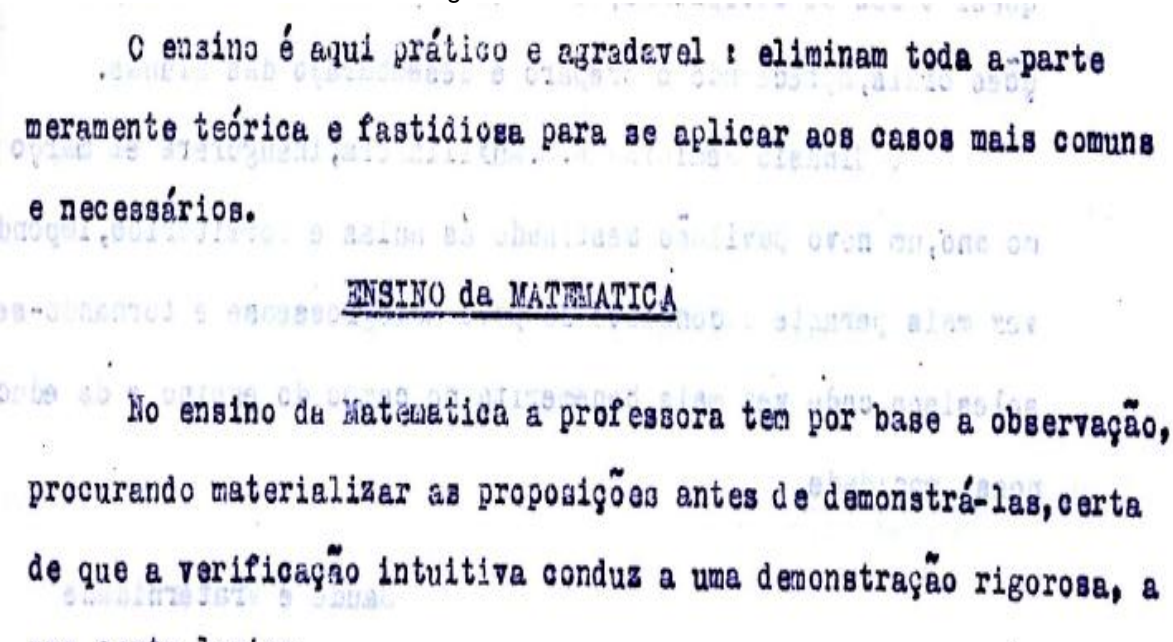 O ensino é aqui prático e agradavel : eliminam toda a parte
meramente teórica e fastidiosa para se aplicar aos casos mais comuns
e necessários.
ENSINO da MATEMATICA
No ensino da Matematica a professora tem por base a observação,
procurando materializar as proposições antes de demonstrá-las, certa
de que a verificação intuitiva conduz a uma demonstração rigorosa, a